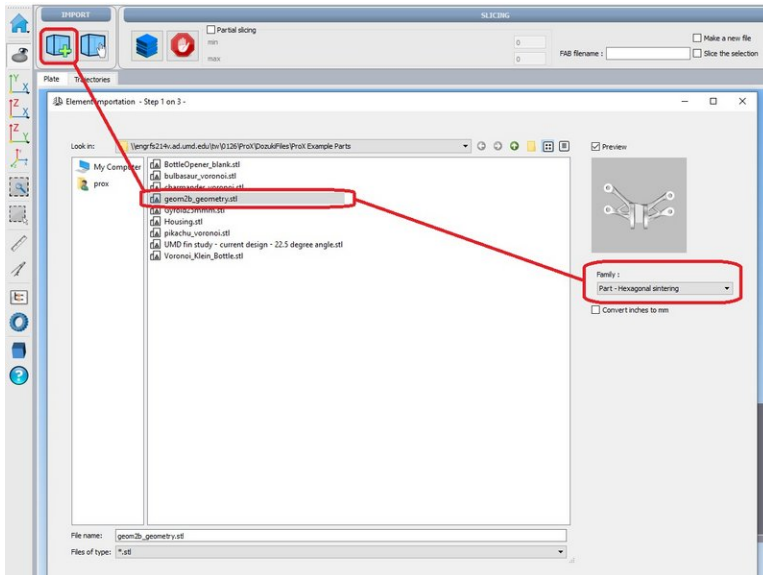 IMPORT
SLICING
Partial slicing
min
0
max
0
FAB filename :
Make a new file
Slice the selection
Plate
Trajectories
Element Importation - Step 1 on 3 -
Look in:
\\engrfs214v.ad.umd.edu\tw\0126\ProX\DozukiFiles\ProX Example Parts
Preview
My Computer
prox
BottleOpener_blank.stl
bulbasaur_voronoi.stl
charmander_voronoi.stl
geom2b_geometry.stl
Gyroid25mmm.stl
Housing.stl
pikachu_voronoi.stl
UMD fin study - current design - 22.5 degree angle.stl
Voronoi_Klein_Bottle.stl
Family :
Part - Hexagonal sintering
Convert inches to mm
File name:
geom2b_geometry.stl
Files of type:
*.stl
Y
X
Z
X
Z
Y